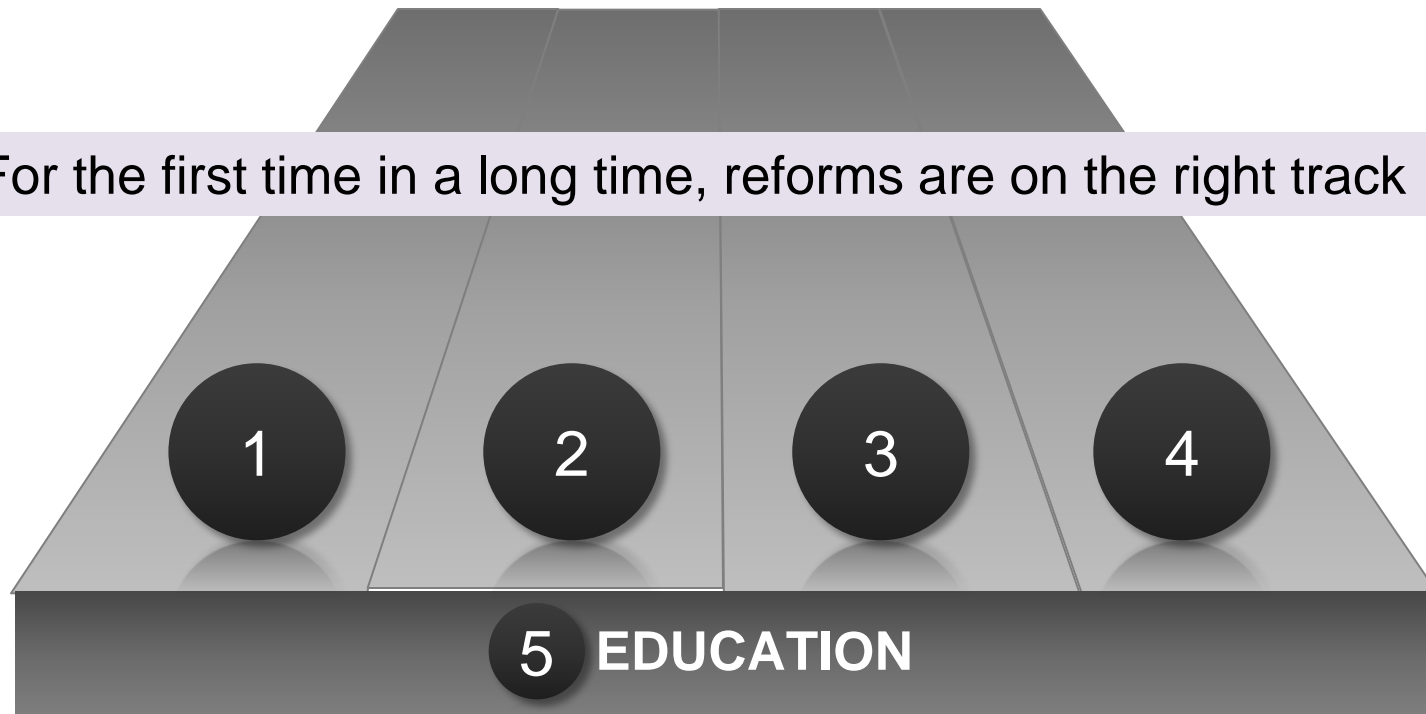 For the first time in a long time, reforms are on the right track
1 2 3 4
5 EDUCATION